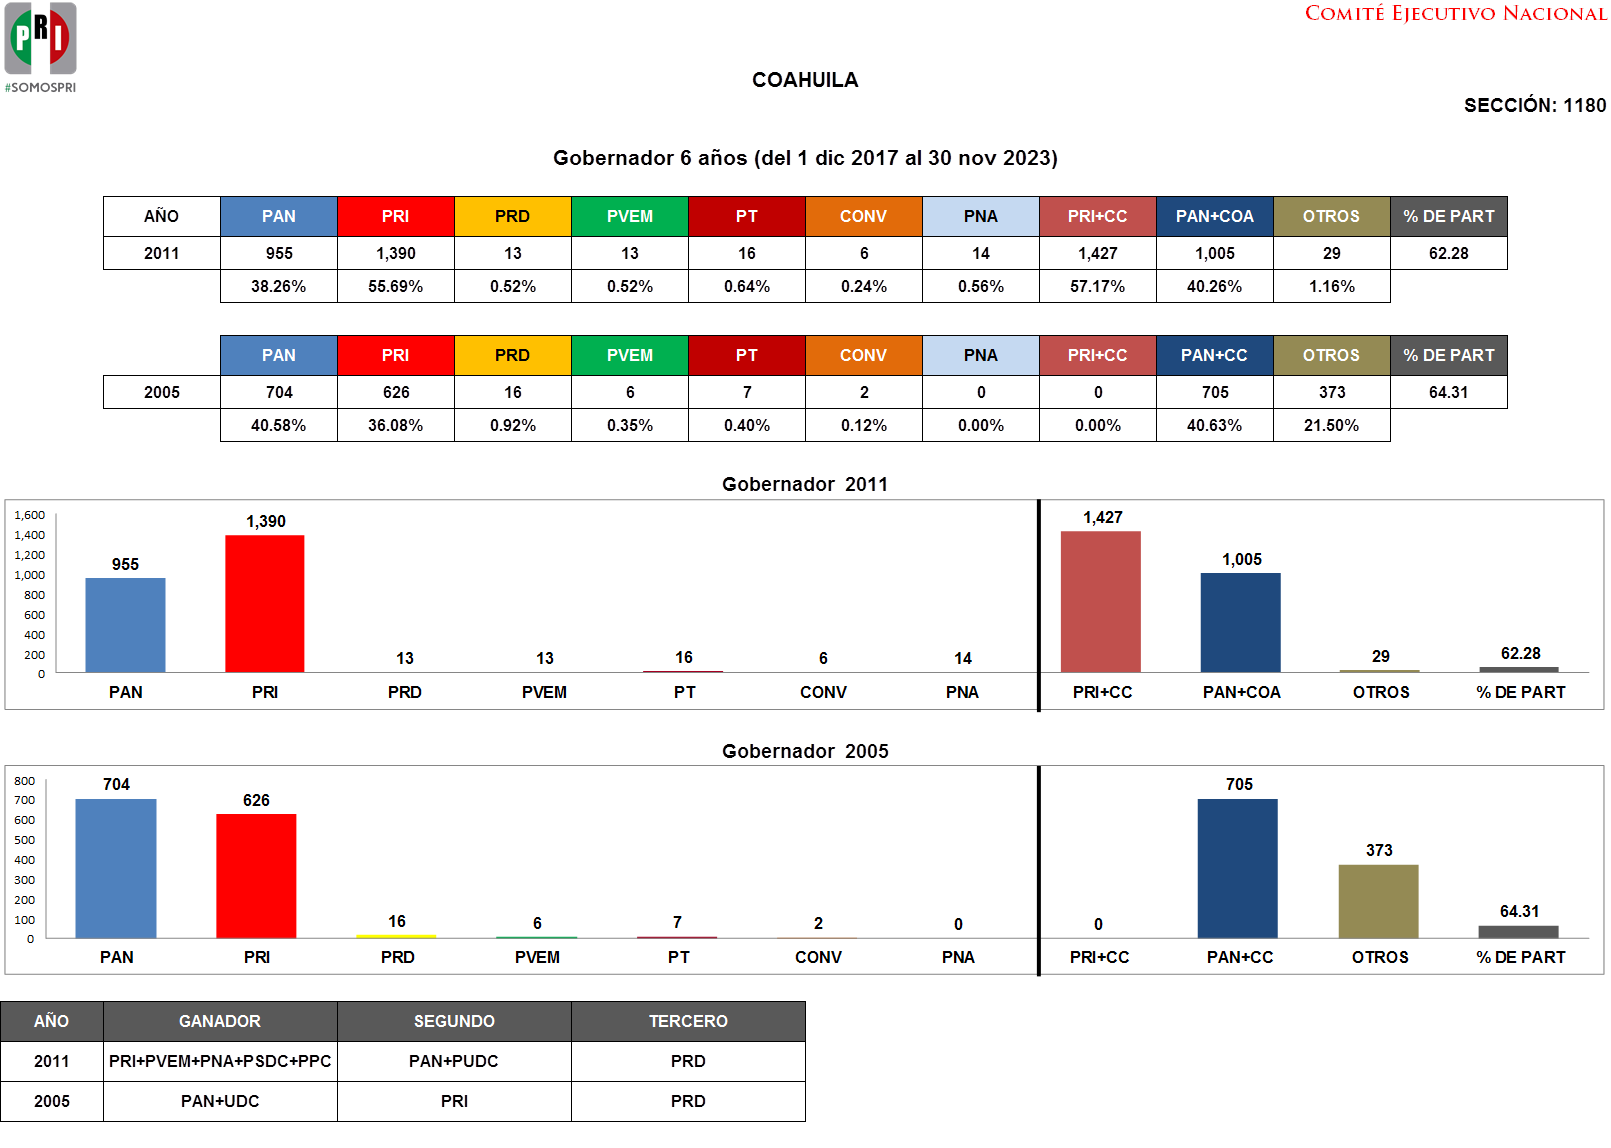 PRI
#SOMOSPRI
COMITÉ EJECUTIVO NACIONAL
COAHUILA
SECCIÓN: 1180
Gobernador 6 años (del 1 dic 2017 al 30 nov 2023)
AÑO PAN PRI PRD PVEM PT CONV PNA PRI+CC PAN+COA OTROS % DE PART
2011 955 1,390 13 13 16 6 14 1,427 1,005 29 62.28
38.26% 55.69% 0.52% 0.52% 0.64% 0.24% 0.56% 57.17% 40.26% 1.16%
PAN PRI PRD PVEM PT CONV PNA PRI+CC PAN+CC OTROS % DE PART
2005 704 626 16 6 7 2 0 0 705 373 64.31
40.58% 36.08% 0.92% 0.35% 0.40% 0.12% 0.00% 0.00% 40.63% 21.50%
Gobernador 2011
1,600
1,400
1,200
1,000
800
600
400
200
0
955 1,390 13 13 16 6 14 1,427 1,005 29 62.28
PAN PRI PRD PVEM PT CONV PNA PRI+CC PAN+COA OTROS % DE PART
Gobernador 2005
800
700
600
500
400
300
200
100
0
704 626 16 6 7 2 0 0 705 373 64.31
PAN PRI PRD PVEM PT CONV PNA PRI+CC PAN+CC OTROS % DE PART
AÑO GANADOR SEGUNDO TERCERO
2011 PRI+PVEM+PNA+PSDC+PPC PAN+PUDC PRD
2005 PAN+UDC PRI PRD